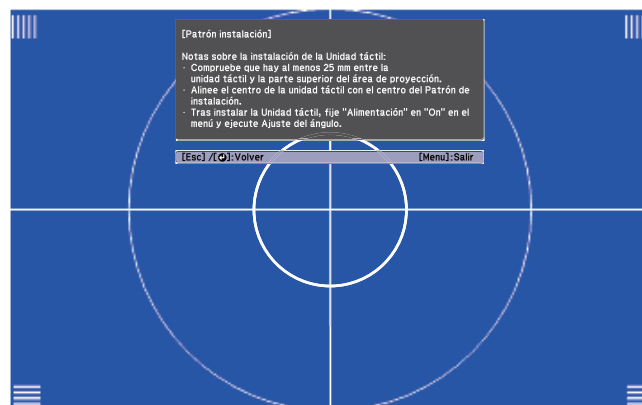 [Patrón instalación]
Notas sobre la instalación de la Unidad táctil:
· Compruebe que hay al menos 25 mm entre la
unidad táctil y la parte superior del área de proyección.
· Alinee el centro de la unidad táctil con el centro del Patrón de
instalación.
· Tras instalar la Unidad táctil, fije "Alimentación" en "On" en el
menú y ejecute Ajuste del ángulo.
[Esc] /[⏎]:Volver [Menu]:Salir